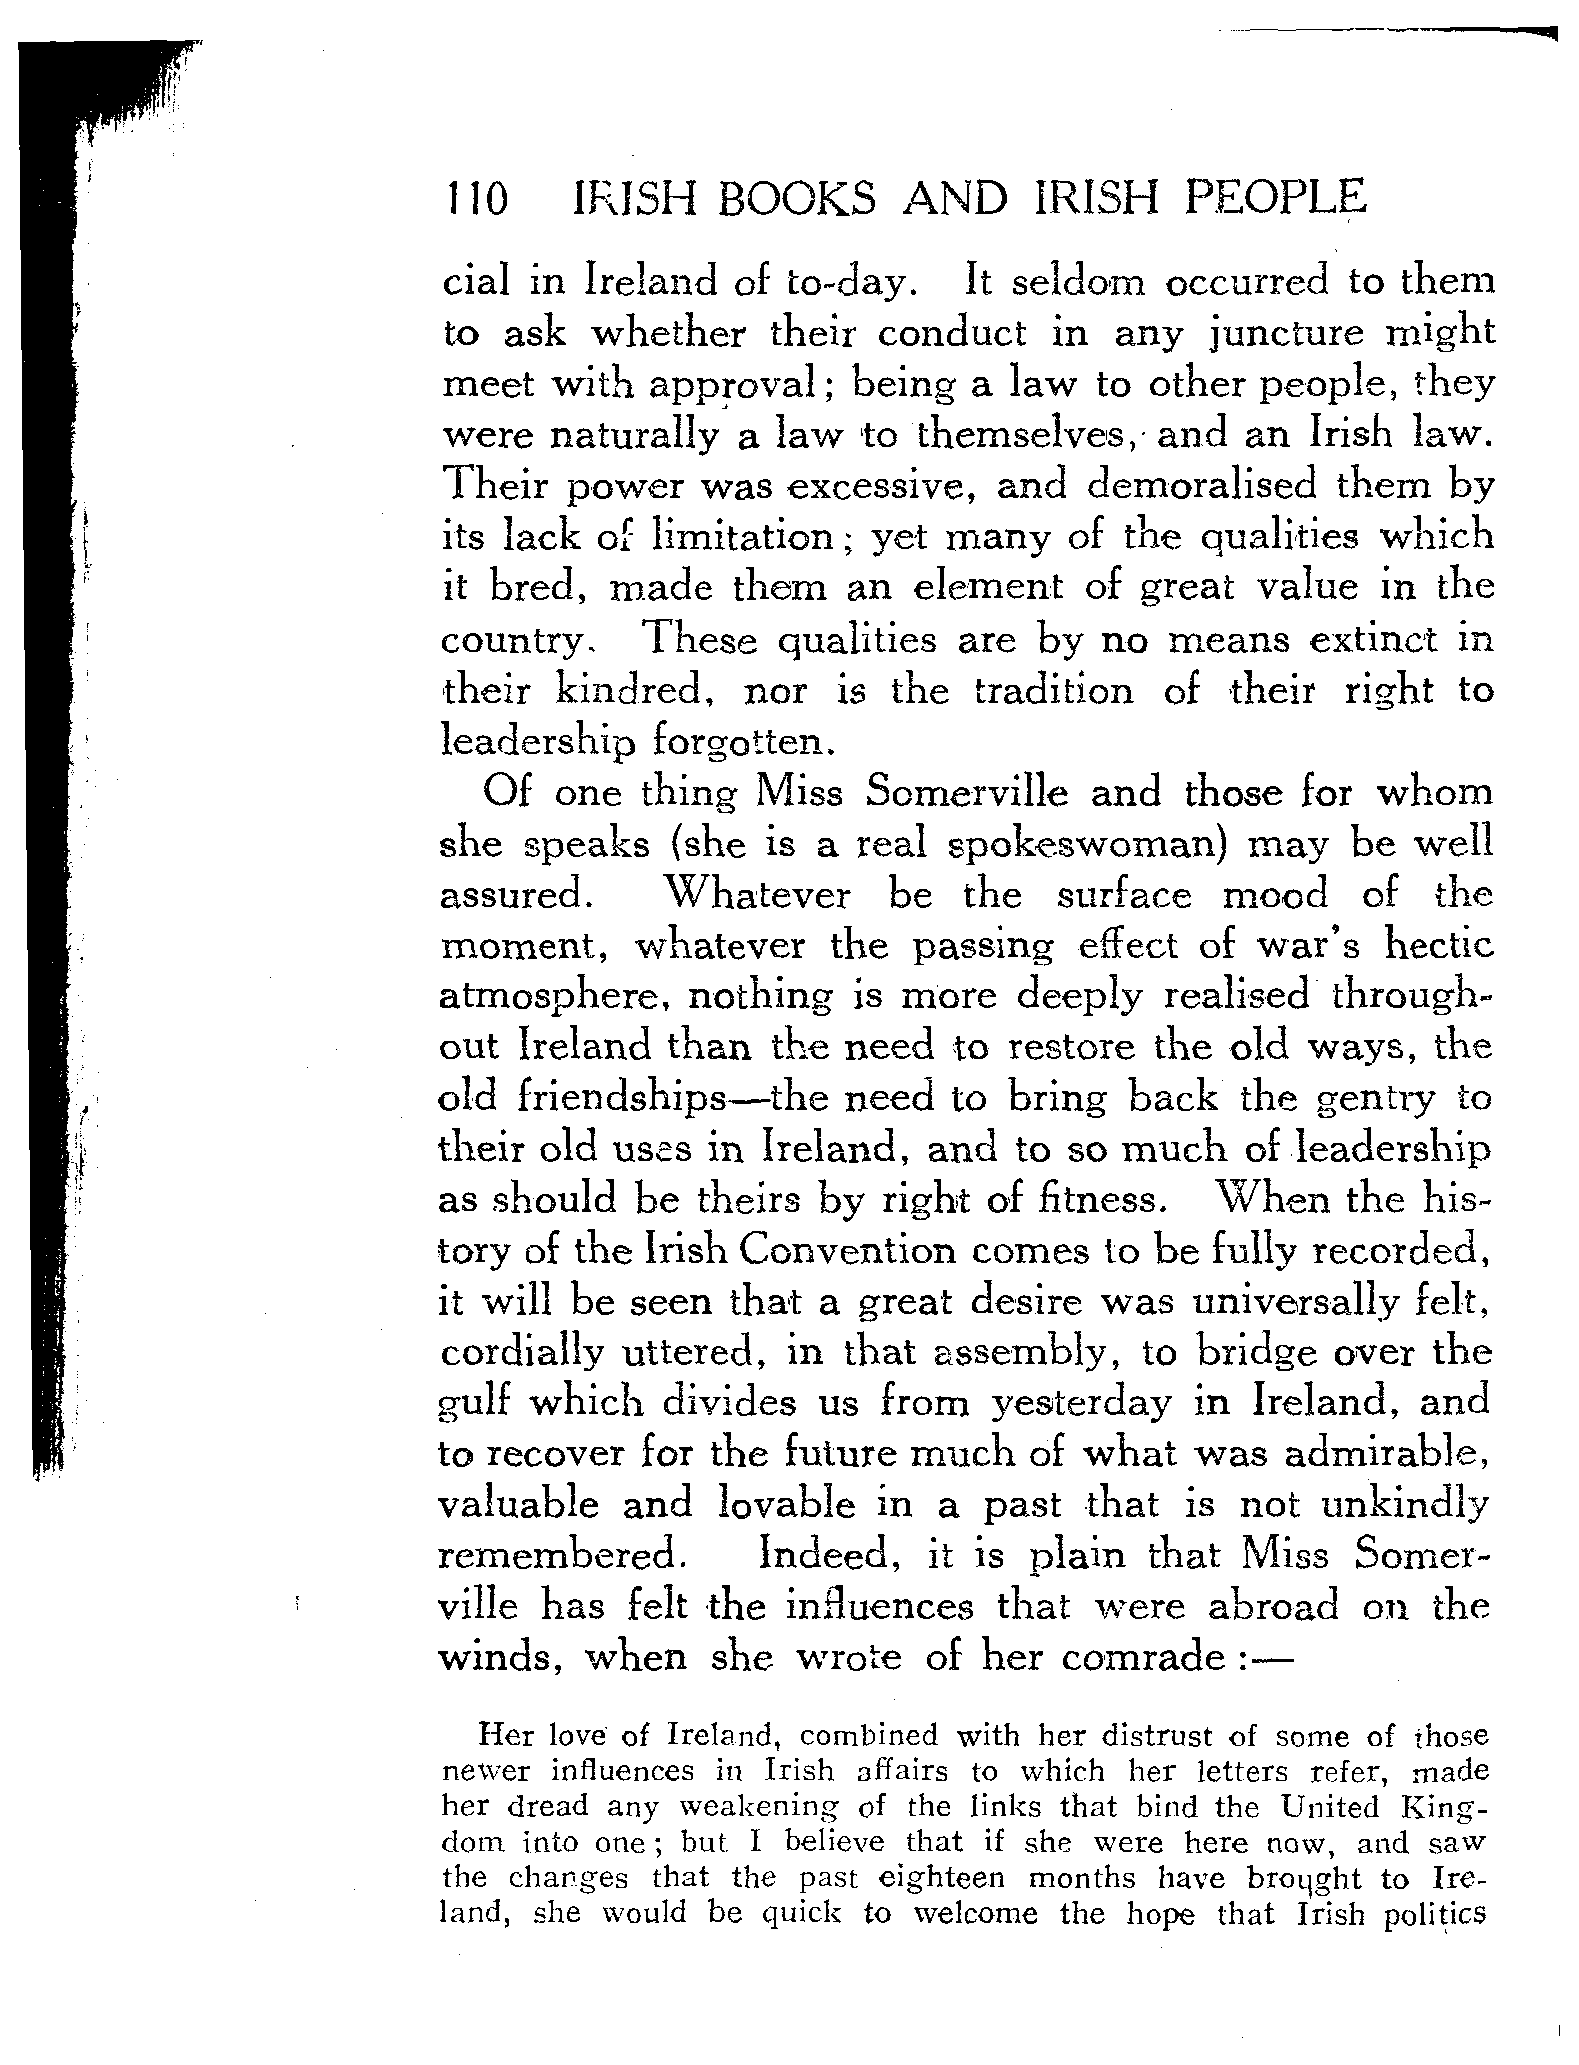 110 IRISH BOOKS AND IRISH PEOPLE
cial in Ireland of to-day. It seldom occurred to them
to ask whether their conduct in any juncture might
meet with approval; being a law to other people, they
were naturally a law to themselves, and an Irish law.
Their power was excessive, and demoralised them by
its lack of limitation; yet many of the qualities which
it bred, made them an element of great value in the
country. These qualities are by no means extinct in
their kindred, nor is the tradition of their right to
leadership forgotten.
Of one thing Miss Somerville and those for whom
she speaks (she is a real spokeswoman) may be well
assured. Whatever be the surface mood of the
moment, whatever the passing effect of war's hectic
atmosphere, nothing is more deeply realised through-
out Ireland than the need to restore the old ways, the
old friendships—the need to bring back the gentry to
their old uses in Ireland, and to so much of leadership
as should be theirs by right of fitness. When the his-
tory of the Irish Convention comes to be fully recorded,
it will be seen that a great desire was universally felt,
cordially uttered, in that assembly, to bridge over the
gulf which divides us from yesterday in Ireland, and
to recover for the future much of what was admirable,
valuable and lovable in a past that is not unkindly
remembered. Indeed, it is plain that Miss Somer-
ville has felt the influences that were abroad on the
winds, when she wrote of her comrade :—
Her love of Ireland, combined with her distrust of some of those
newer influences in Irish affairs to which her letters refer, made
her dread any weakening of the links that bind the United King-
dom into one; but I believe that if she were here now, and saw
the changes that the past eighteen months have brought to Ire-
land, she would be quick to welcome the hope that Irish politics